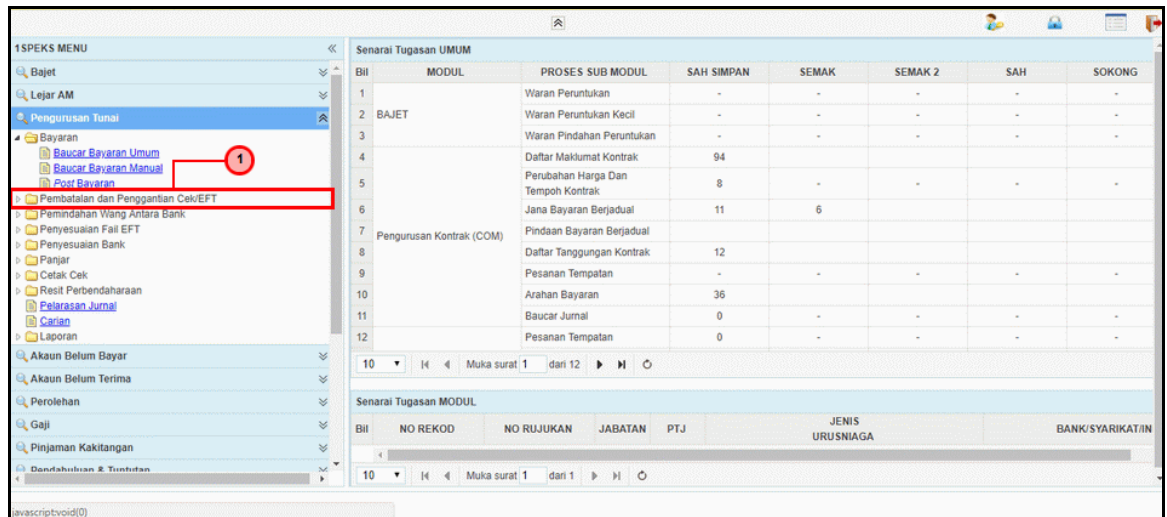 1SPEKS MENU
Bajet
Lejar AM
Pengurusan Tunai
Bayaran
Baucar Bayaran Umum
Baucar Bayaran Manual
Post Bayaran
1
Pembatalan dan Penggantian Cek/EFT
Pemindahan Wang Antara Bank
Penyesuaian Fail EFT
Penyesuaian Bank
Panjar
Cetak Cek
Resit Perbendaharaan
Pelarasan Jurnal
Carian
Laporan
Akaun Belum Bayar
Akaun Belum Terima
Perolehan
Gaji
Pinjaman Kakitangan
Pendahuluan & Tuntutan
Senarai Tugasan UMUM
Bil MODUL PROSES SUB MODUL SAH SIMPAN SEMAK SEMAK 2 SAH SOKONG
1 Waran Peruntukan - - - - -
2 BAJET Waran Peruntukan Kecil - - - - -
3 Waran Pindahan Peruntukan - - - - -
4 Daftar Maklumat Kontrak 94
5 Perubahan Harga Dan
Tempoh Kontrak 8 - - - -
6 Jana Bayaran Berjadual 11 6
7 Pindaan Bayaran Berjadual
Pengurusan Kontrak (COM)
8 Daftar Tanggungan Kontrak 12
9 Pesanan Tempatan - - - - -
10 Arahan Bayaran 36
11 Baucar Jurnal 0 - - - -
12 Pesanan Tempatan 0 - - - -
10 Muka surat 1 dari 12
Senarai Tugasan MODUL
Bil NO REKOD NO RUJUKAN JABATAN PTJ JENIS
URUSNIAGA BANK/SYARIKAT/IN
10 Muka surat 1 dari 1
javascript:void(0)